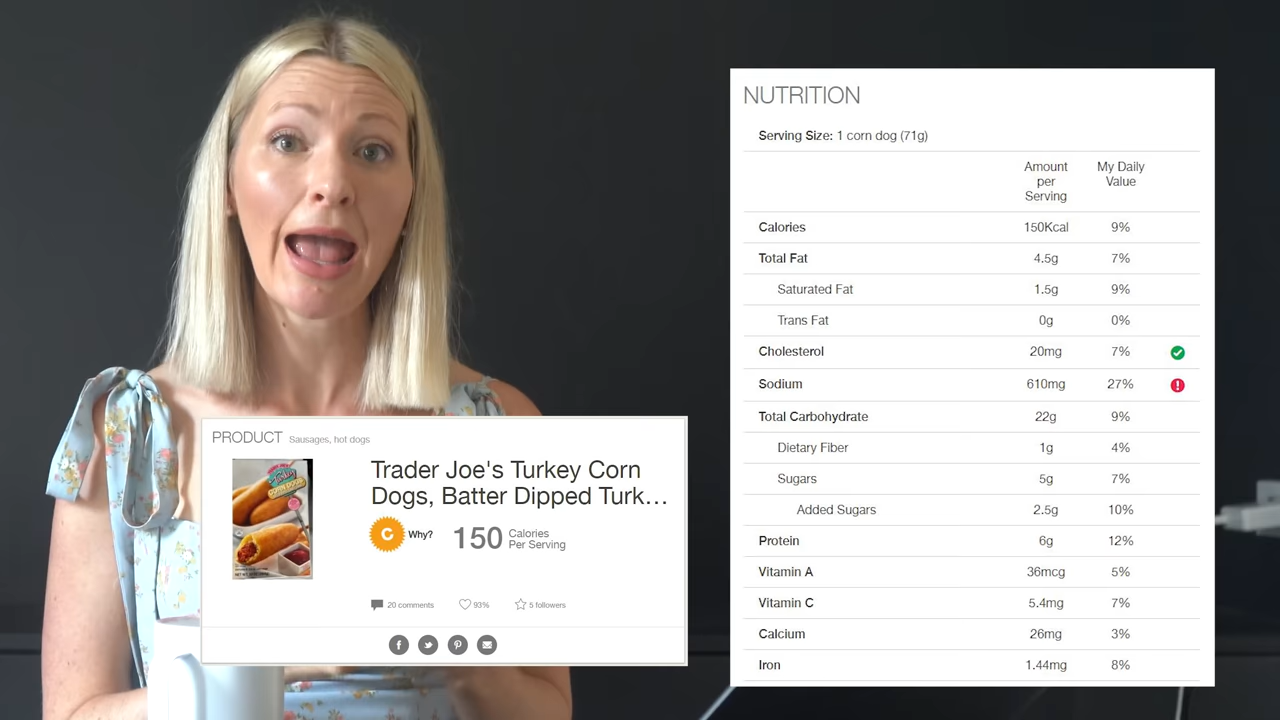 NUTRITION
Serving Size: 1 corn dog (71g)
Amount per Serving
My Daily Value
Calories 150Kcal 9%
Total Fat 4.5g 7%
Saturated Fat 1.5g 9%
Trans Fat 0g 0%
Cholesterol 20mg 7%
Sodium 610mg 27%
Total Carbohydrate 22g 9%
Dietary Fiber 1g 4%
Sugars 5g 7%
Added Sugars 2.5g 10%
Protein 6g 12%
Vitamin A 36mcg 5%
Vitamin C 5.4mg 7%
Calcium 26mg 3%
Iron 1.44mg 8%
PRODUCT Sausages, hot dogs
Trader Joe's Turkey Corn
Dogs, Batter Dipped Turk...
C Why? 150 Calories Per Serving
20 comments 93% 5 followers